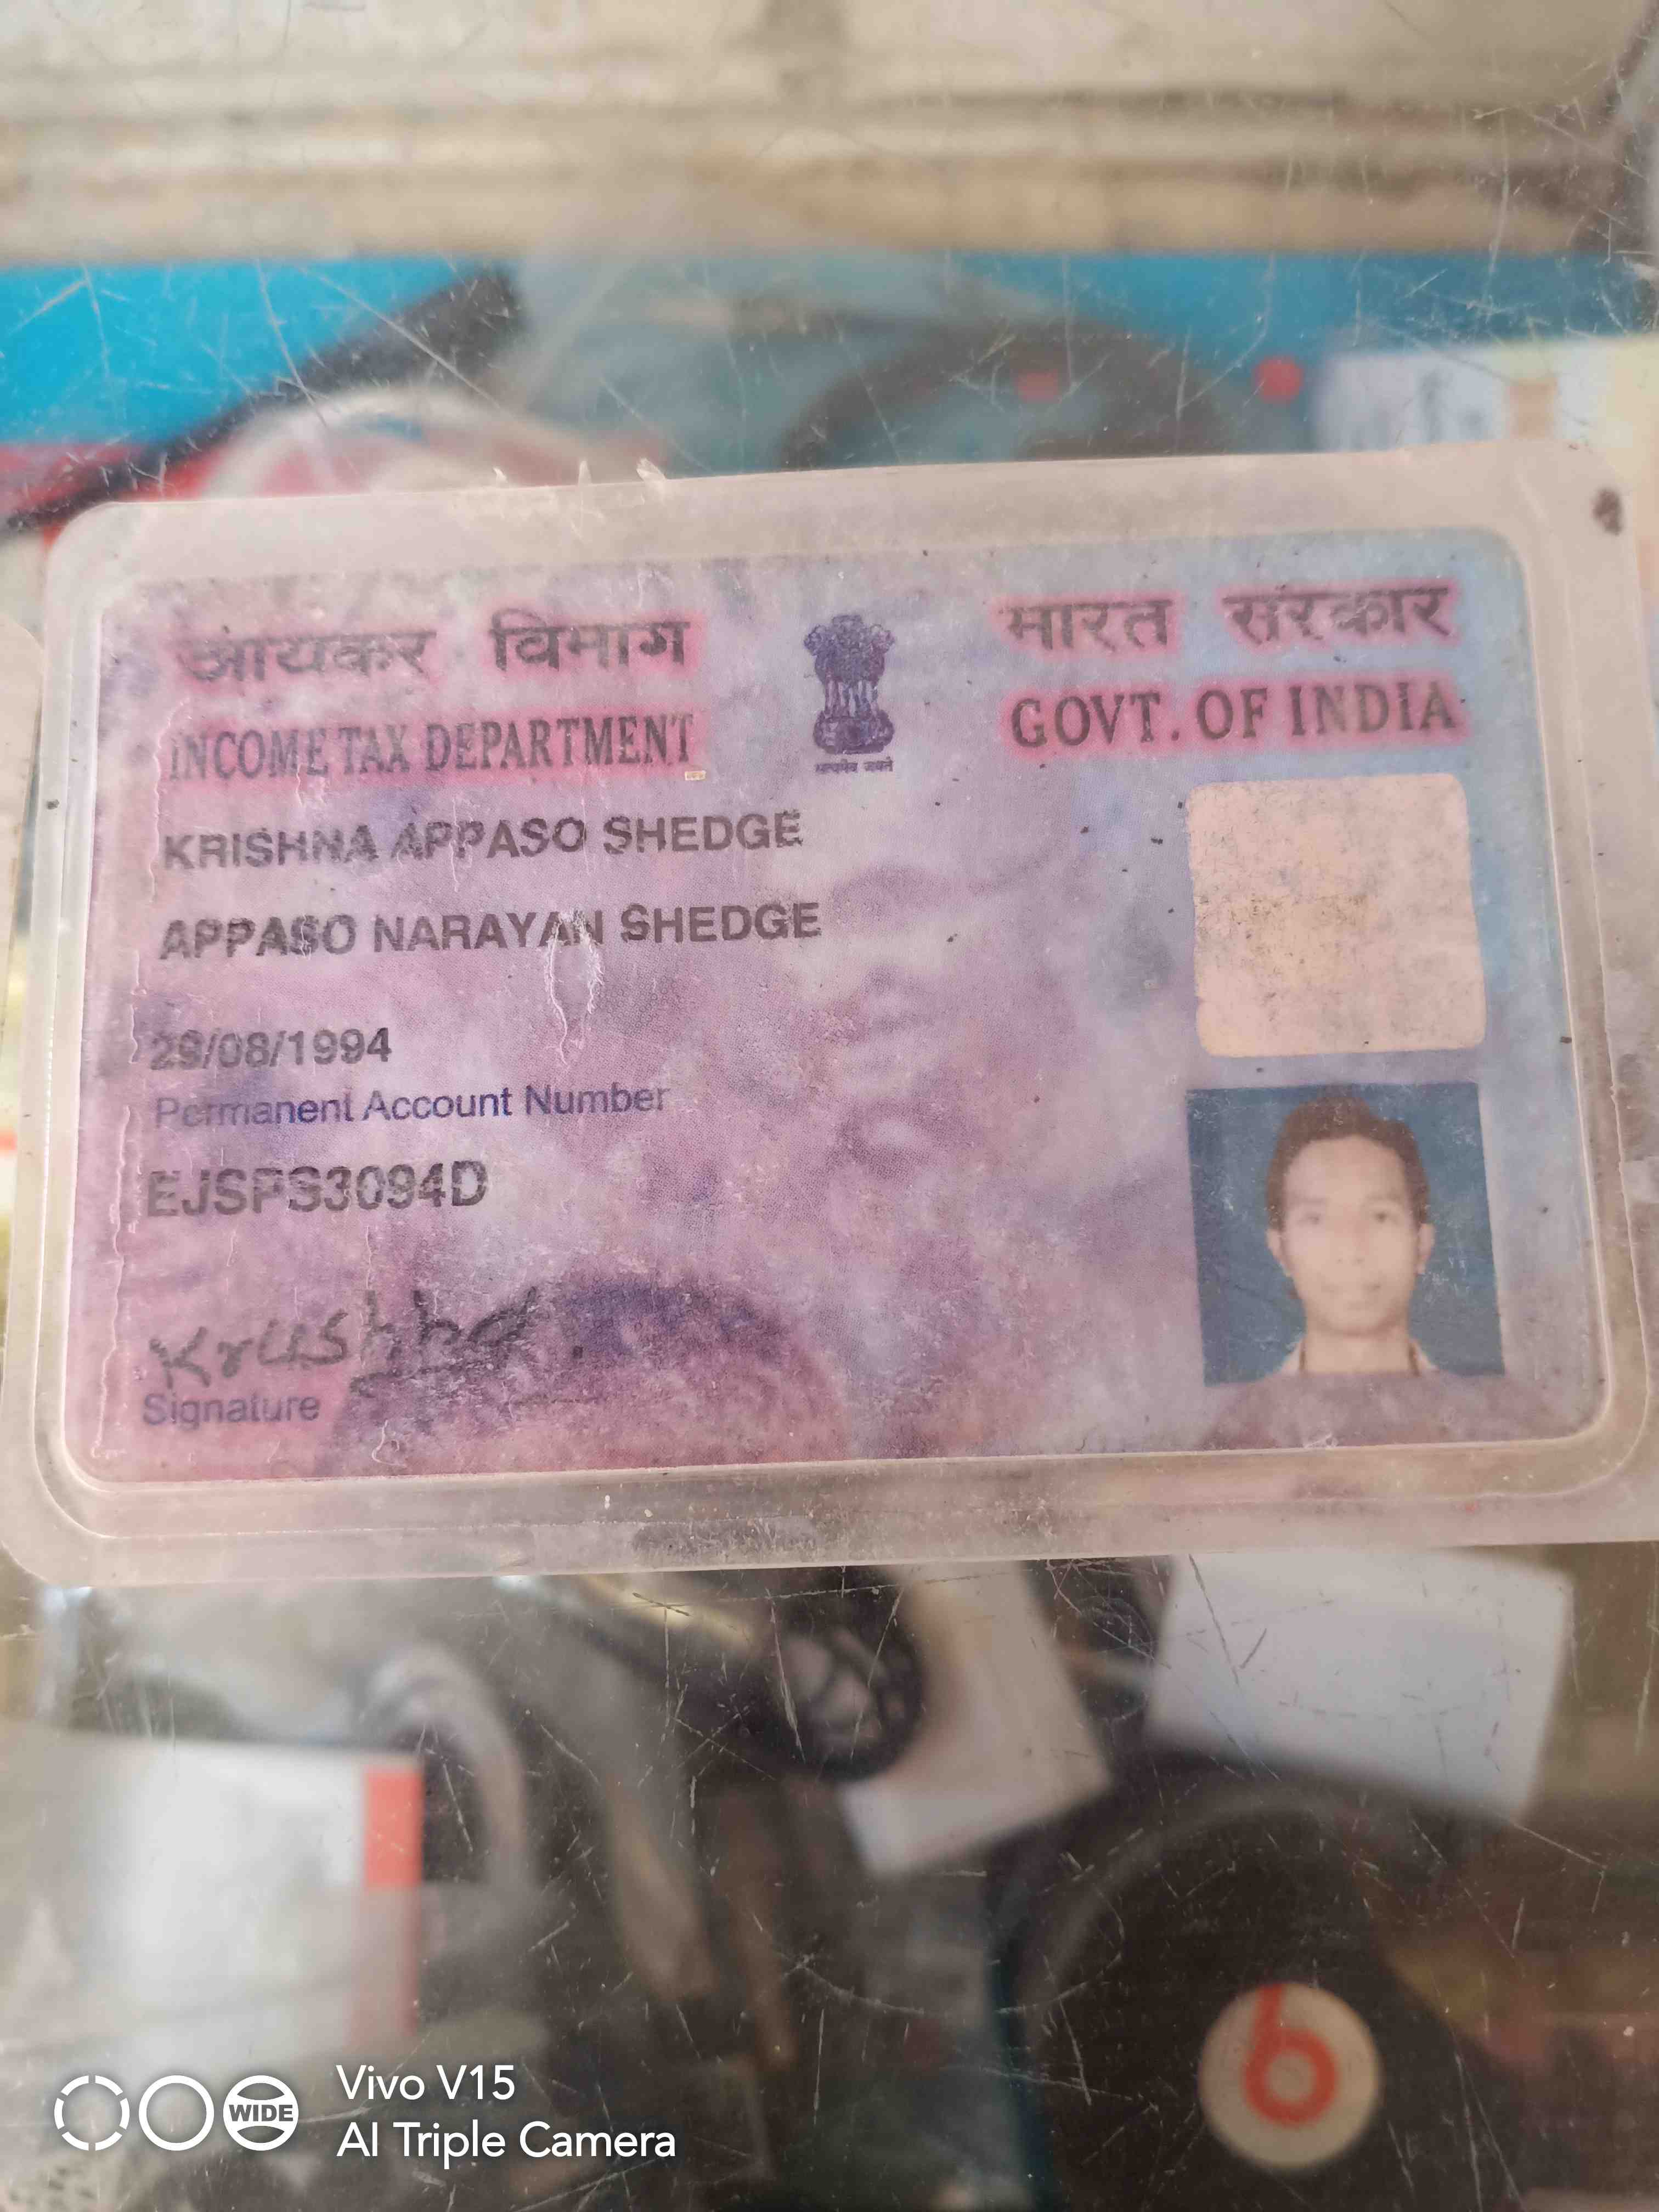 आयकर विभाग
INCOME TAX DEPARTMENT
सत्यमेव जयते
भारत सरकार
GOVT. OF INDIA
KRISHNA APPASO SHEDGE
APPASO NARAYAN SHEDGE
29/08/1994
Permanent Account Number
EJSPS3094D
Krushna
Signature
b
WIDE
Vivo V15
AI Triple Camera